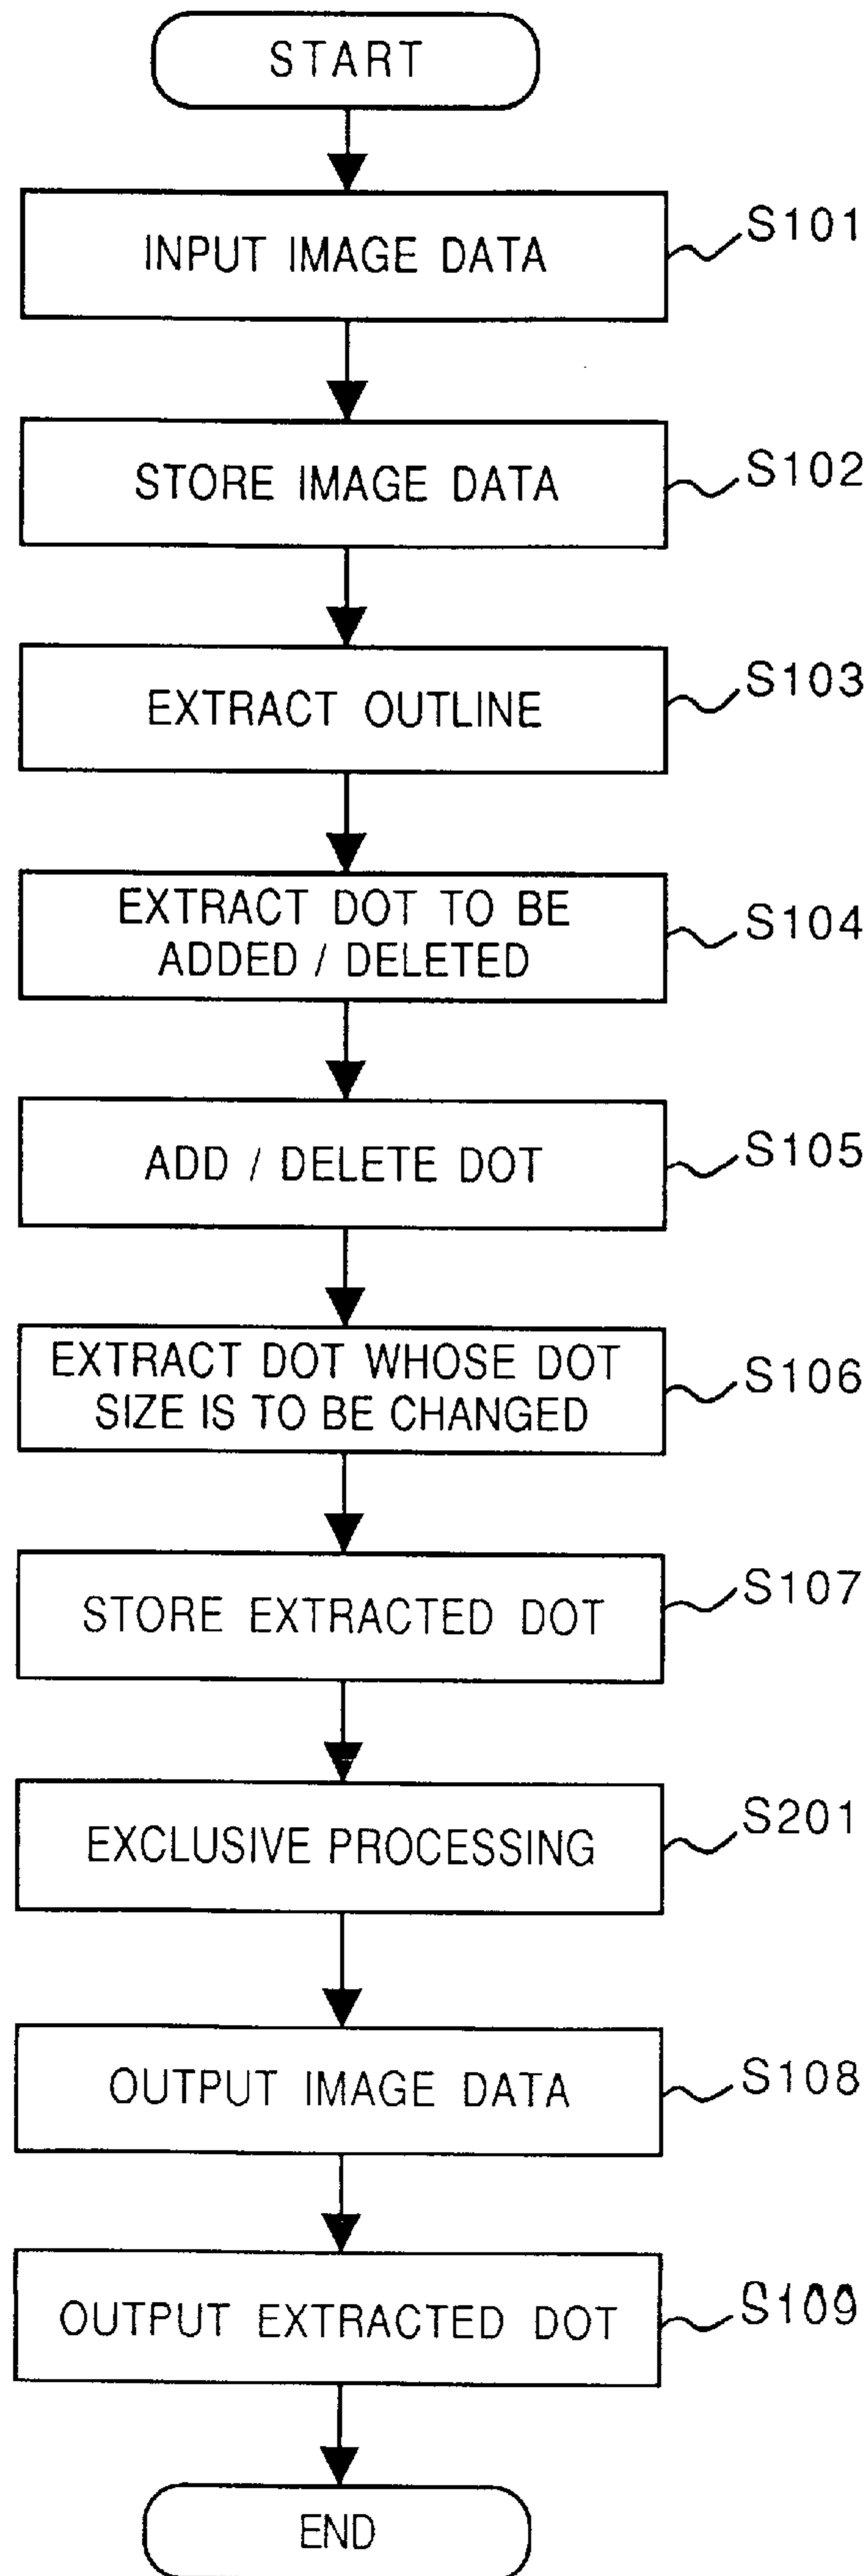 START
INPUT IMAGE DATA
S101
STORE IMAGE DATA
S102
EXTRACT OUTLINE
S103
EXTRACT DOT TO BE
ADDED / DELETED
S104
ADD / DELETE DOT
S105
EXTRACT DOT WHOSE DOT
SIZE IS TO BE CHANGED
S106
STORE EXTRACTED DOT
S107
EXCLUSIVE PROCESSING
S201
OUTPUT IMAGE DATA
S108
OUTPUT EXTRACTED DOT
S109
END